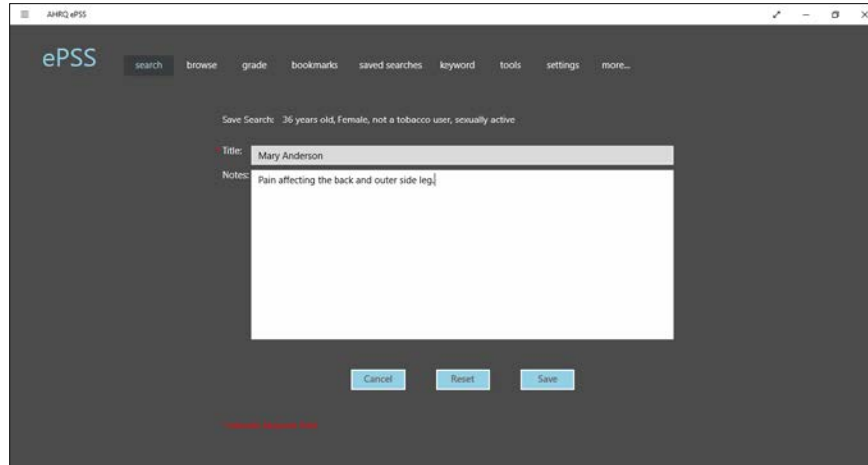 AHRQ ePSS
ePSS
search browse grade bookmarks saved searches keyword tools settings more...
Save Search: 36 years old, Female, not a tobacco user, sexually active
* Title: Mary Anderson
Notes: Pain affecting the back and outer side leg.
Cancel Reset Save